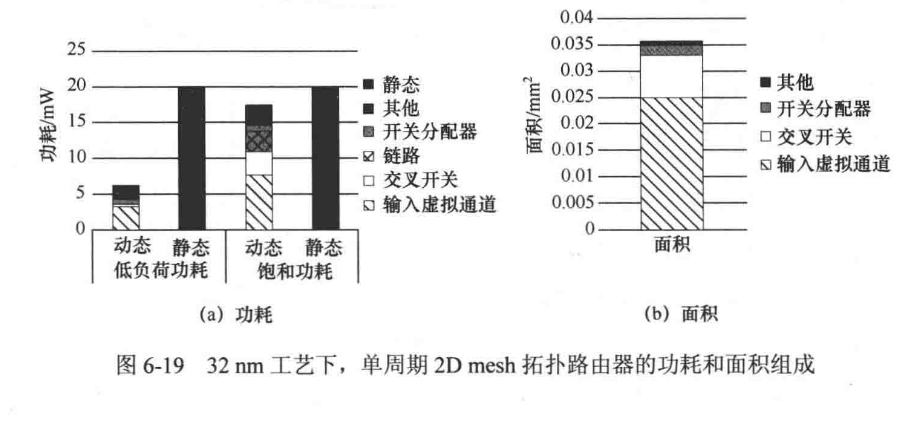 25
20
15
10
5
0
功耗/mW
动态
静态
动态
静态
低负荷功耗
饱和功耗
静态
其他
开关分配器
链路
交叉开关
输入虚拟通道
(a) 功耗
0.04
0.035
0.03
0.025
0.02
0.015
0.01
0.005
0
面积/mm²
面积
其他
开关分配器
交叉开关
输入虚拟通道
(b) 面积
图 6-19 32 nm 工艺下，单周期 2D mesh 拓扑路由器的功耗和面积组成